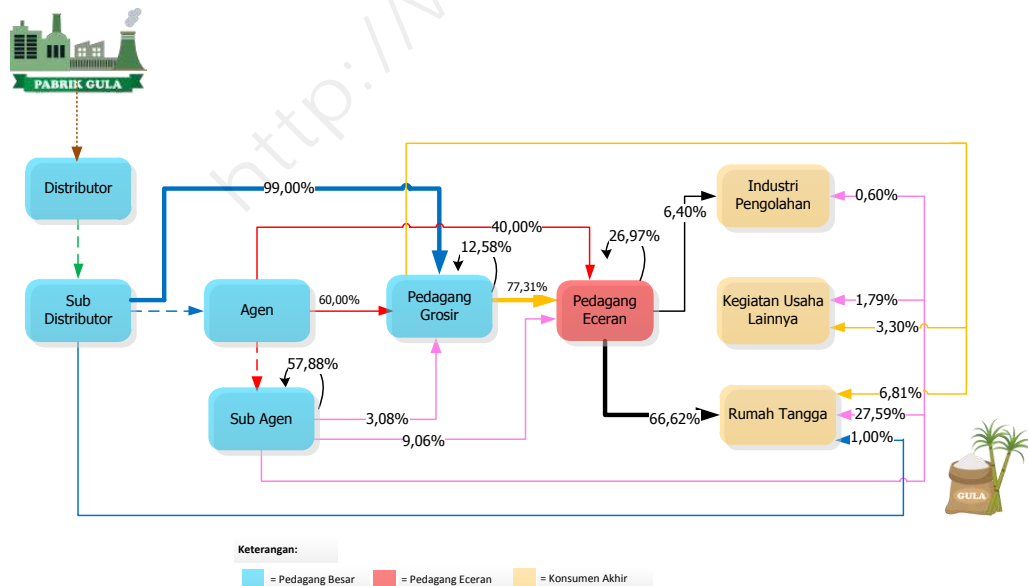 http://
PABRIK GULA
Distributor
Sub
Distributor
Agen
Sub Agen
Pedagang
Grosir
Pedagang
Eceran
Industri
Pengolahan
Kegiatan Usaha
Lainnya
Rumah Tangga
99,00%
40,00%
60,00%
12,58%
77,31%
26,97%
6,40%
0,60%
1,79%
3,30%
57,88%
3,08%
9,06%
66,62%
6,81%
27,59%
1,00%
GULA
Keterangan:
= Pedagang Besar
= Pedagang Eceran
= Konsumen Akhir